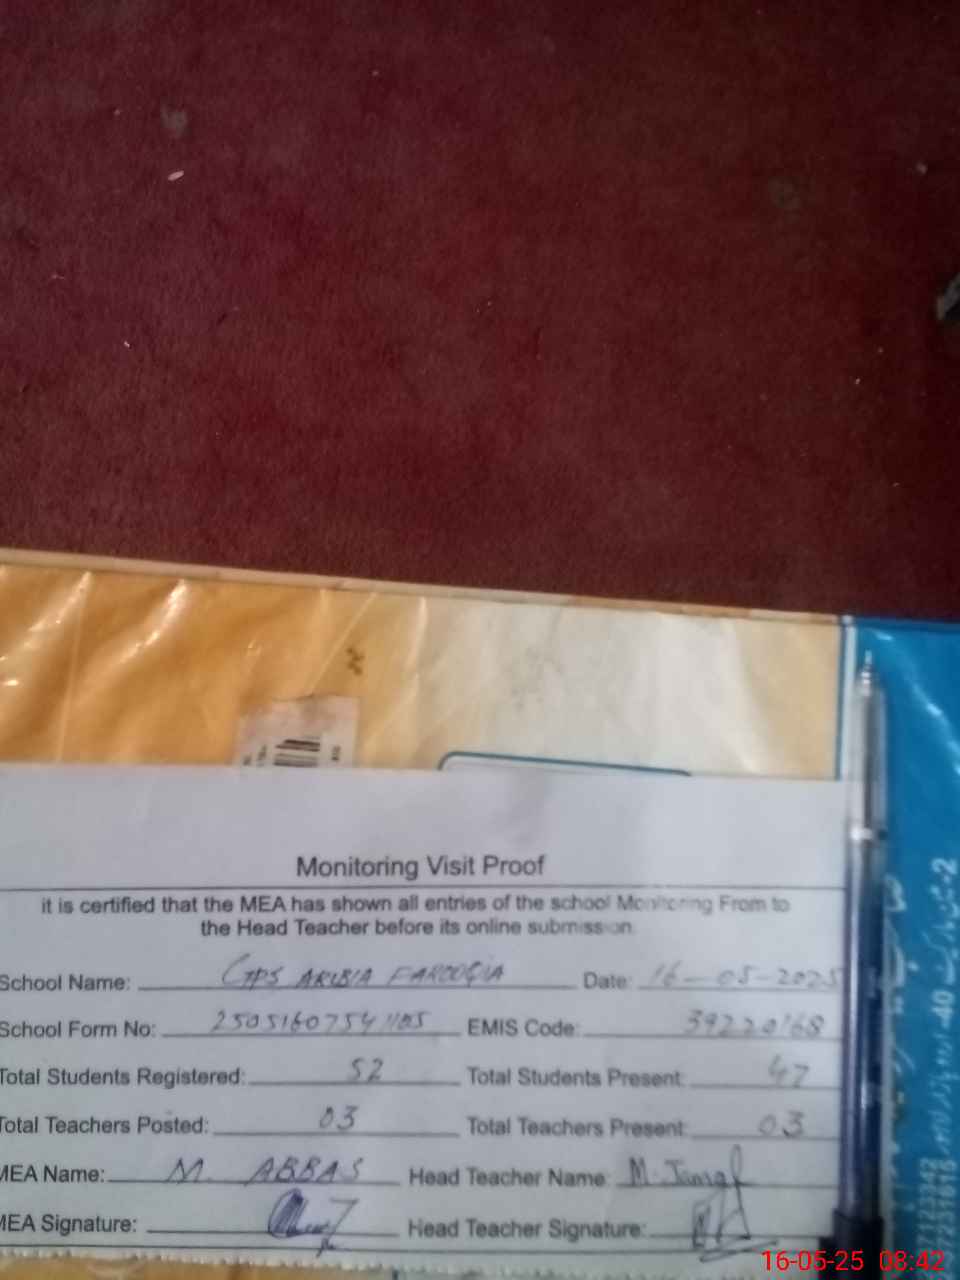 Monitoring Visit Proof
it is certified that the MEA has shown all entries of the school Monitoring From to
the Head Teacher before its online submission.
School Name: GPS ARIBIA FAROOQIA Date: 16-05-2025
School Form No: EMIS Code: 39220168
Total Students Registered: 52 Total Students Present: 47
Total Teachers Posted: 03 Total Teachers Present: 03
MEA Name: M. ABBAS Head Teacher Name: M.
MEA Signature: Head Teacher Signature:
16-05-25 08:42